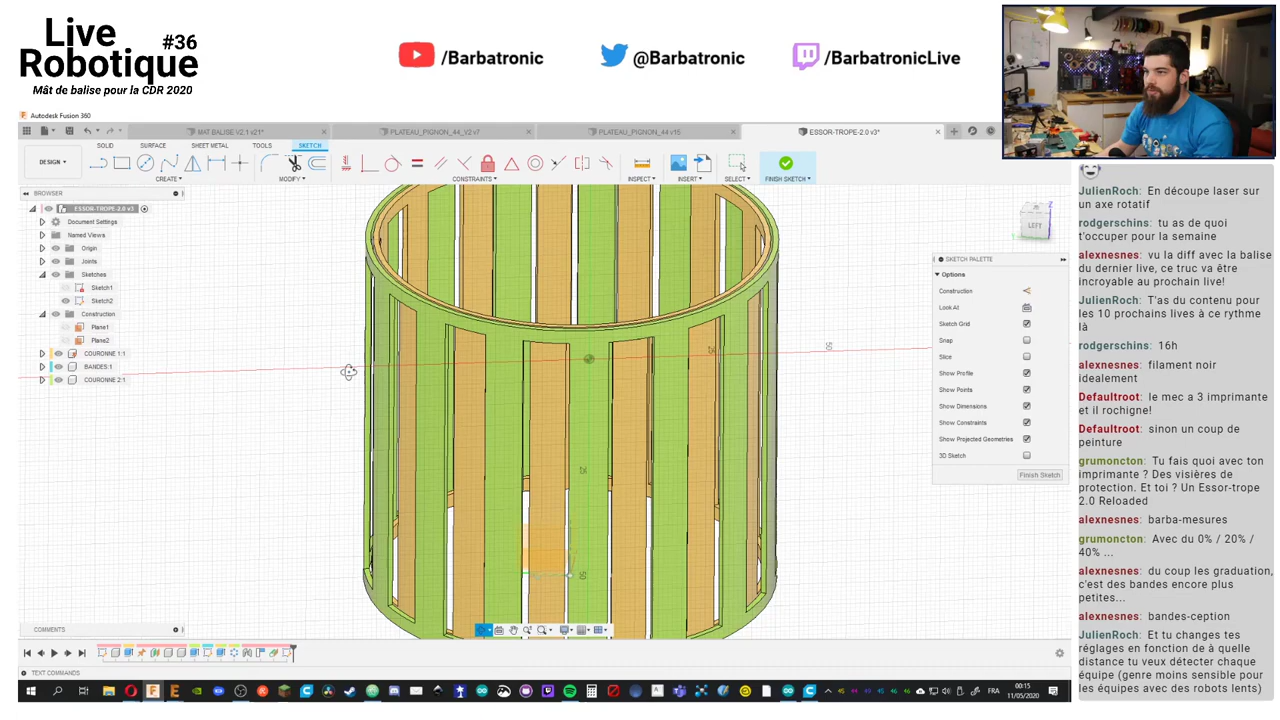 Live
Robotique
#36
Mât de balise pour la CDR 2020
/Barbatronic
@Barbatronic
/BarbatronicLive
Autodesk Fusion 360
MAT BALISE V2.1 v21*
PLATEAU_PIGNON_44_V2 v7
PLATEAU_PIGNON_44 v15
ESSOR-TROPE-2.0 v3*
SOLID
SURFACE
SHEET METAL
TOOLS
SKETCH
DESIGN
CREATE
MODIFY
CONSTRAINTS
INSPECT
INSERT
SELECT
FINISH SKETCH
BROWSER
ESSOR-TROPE-2.0 v3
Document Settings
Named Views
Origin
Joints
Sketches
Sketch1
Sketch2
Construction
Plane1
Plane2
COURONNE 1:1
BANDES:1
COURONNE 2:1
LEFT
Z
25
50
25
50
SKETCH PALETTE
Options
Construction
Look At
Sketch Grid
Snap
Slice
Show Profile
Show Points
Show Dimensions
Show Constraints
Show Projected Geometries
3D Sketch
Finish Sketch
COMMENTS
TEXT COMMANDS
FRA
00:15
11/05/2020
JulienRoch: En découpe laser sur
un axe rotatif
rodgerschins: tu as de quoi
t'occuper pour la semaine
alexnesnes: vu la diff avec la balise
du dernier live, ce truc va être
incroyable au prochain live!
JulienRoch: T'as du contenu pour
les 10 prochains lives à ce rythme
là
rodgerschins: 16h
alexnesnes: filament noir
idealement
Defaultroot: le mec a 3 imprimante
et il rochigne!
Defaultroot: sinon un coup de
peinture
grumoncton: Tu fais quoi avec ton
imprimante ? Des visières de
protection. Et toi ? Un Essor-trope
2.0 Reloaded
alexnesnes: barba-mesures
grumoncton: Avec du 0% / 20% /
40% ...
alexnesnes: du coup les graduation,
c'est des bandes encore plus
petites...
alexnesnes: bandes-ception
JulienRoch: Et tu changes tes
réglages en fonction de à quelle
distance tu veux détecter chaque
équipe (genre moins sensible pour
les équipes avec des robots lents)